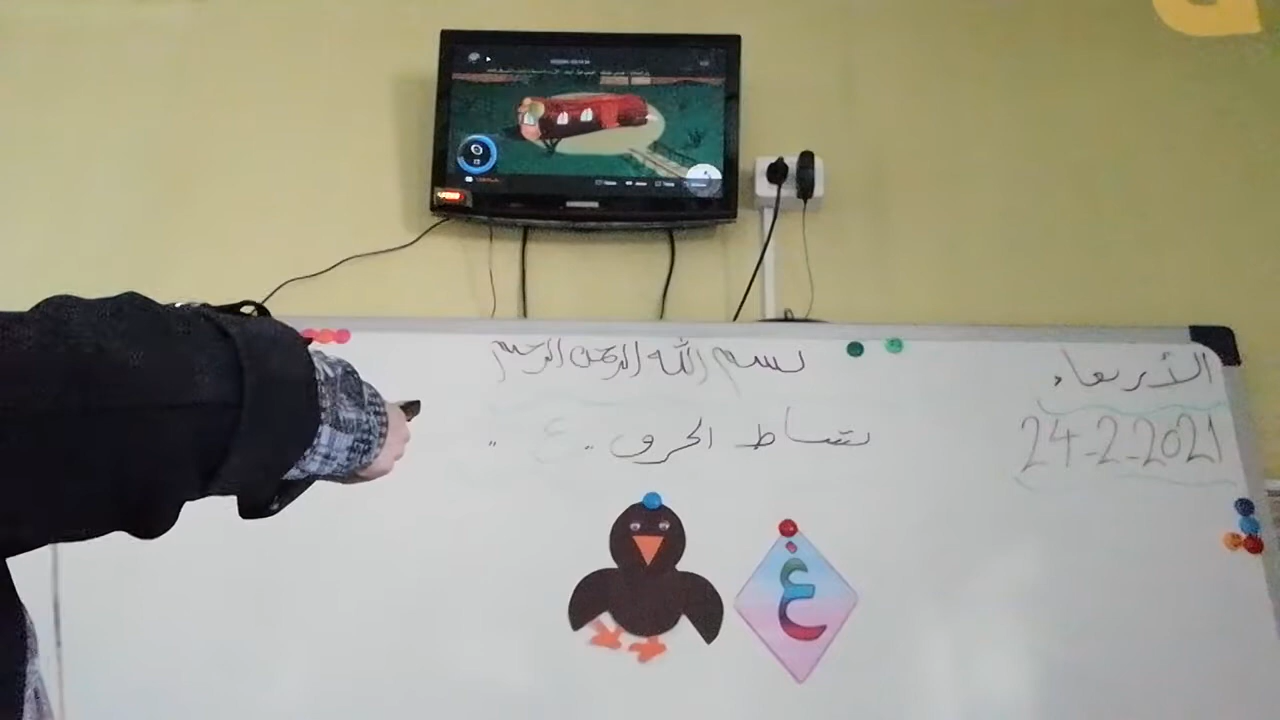 بسم الله الرحمن الرحيم
الأربعاء
24-2-2021
نشاط الحرف " غ "
غ